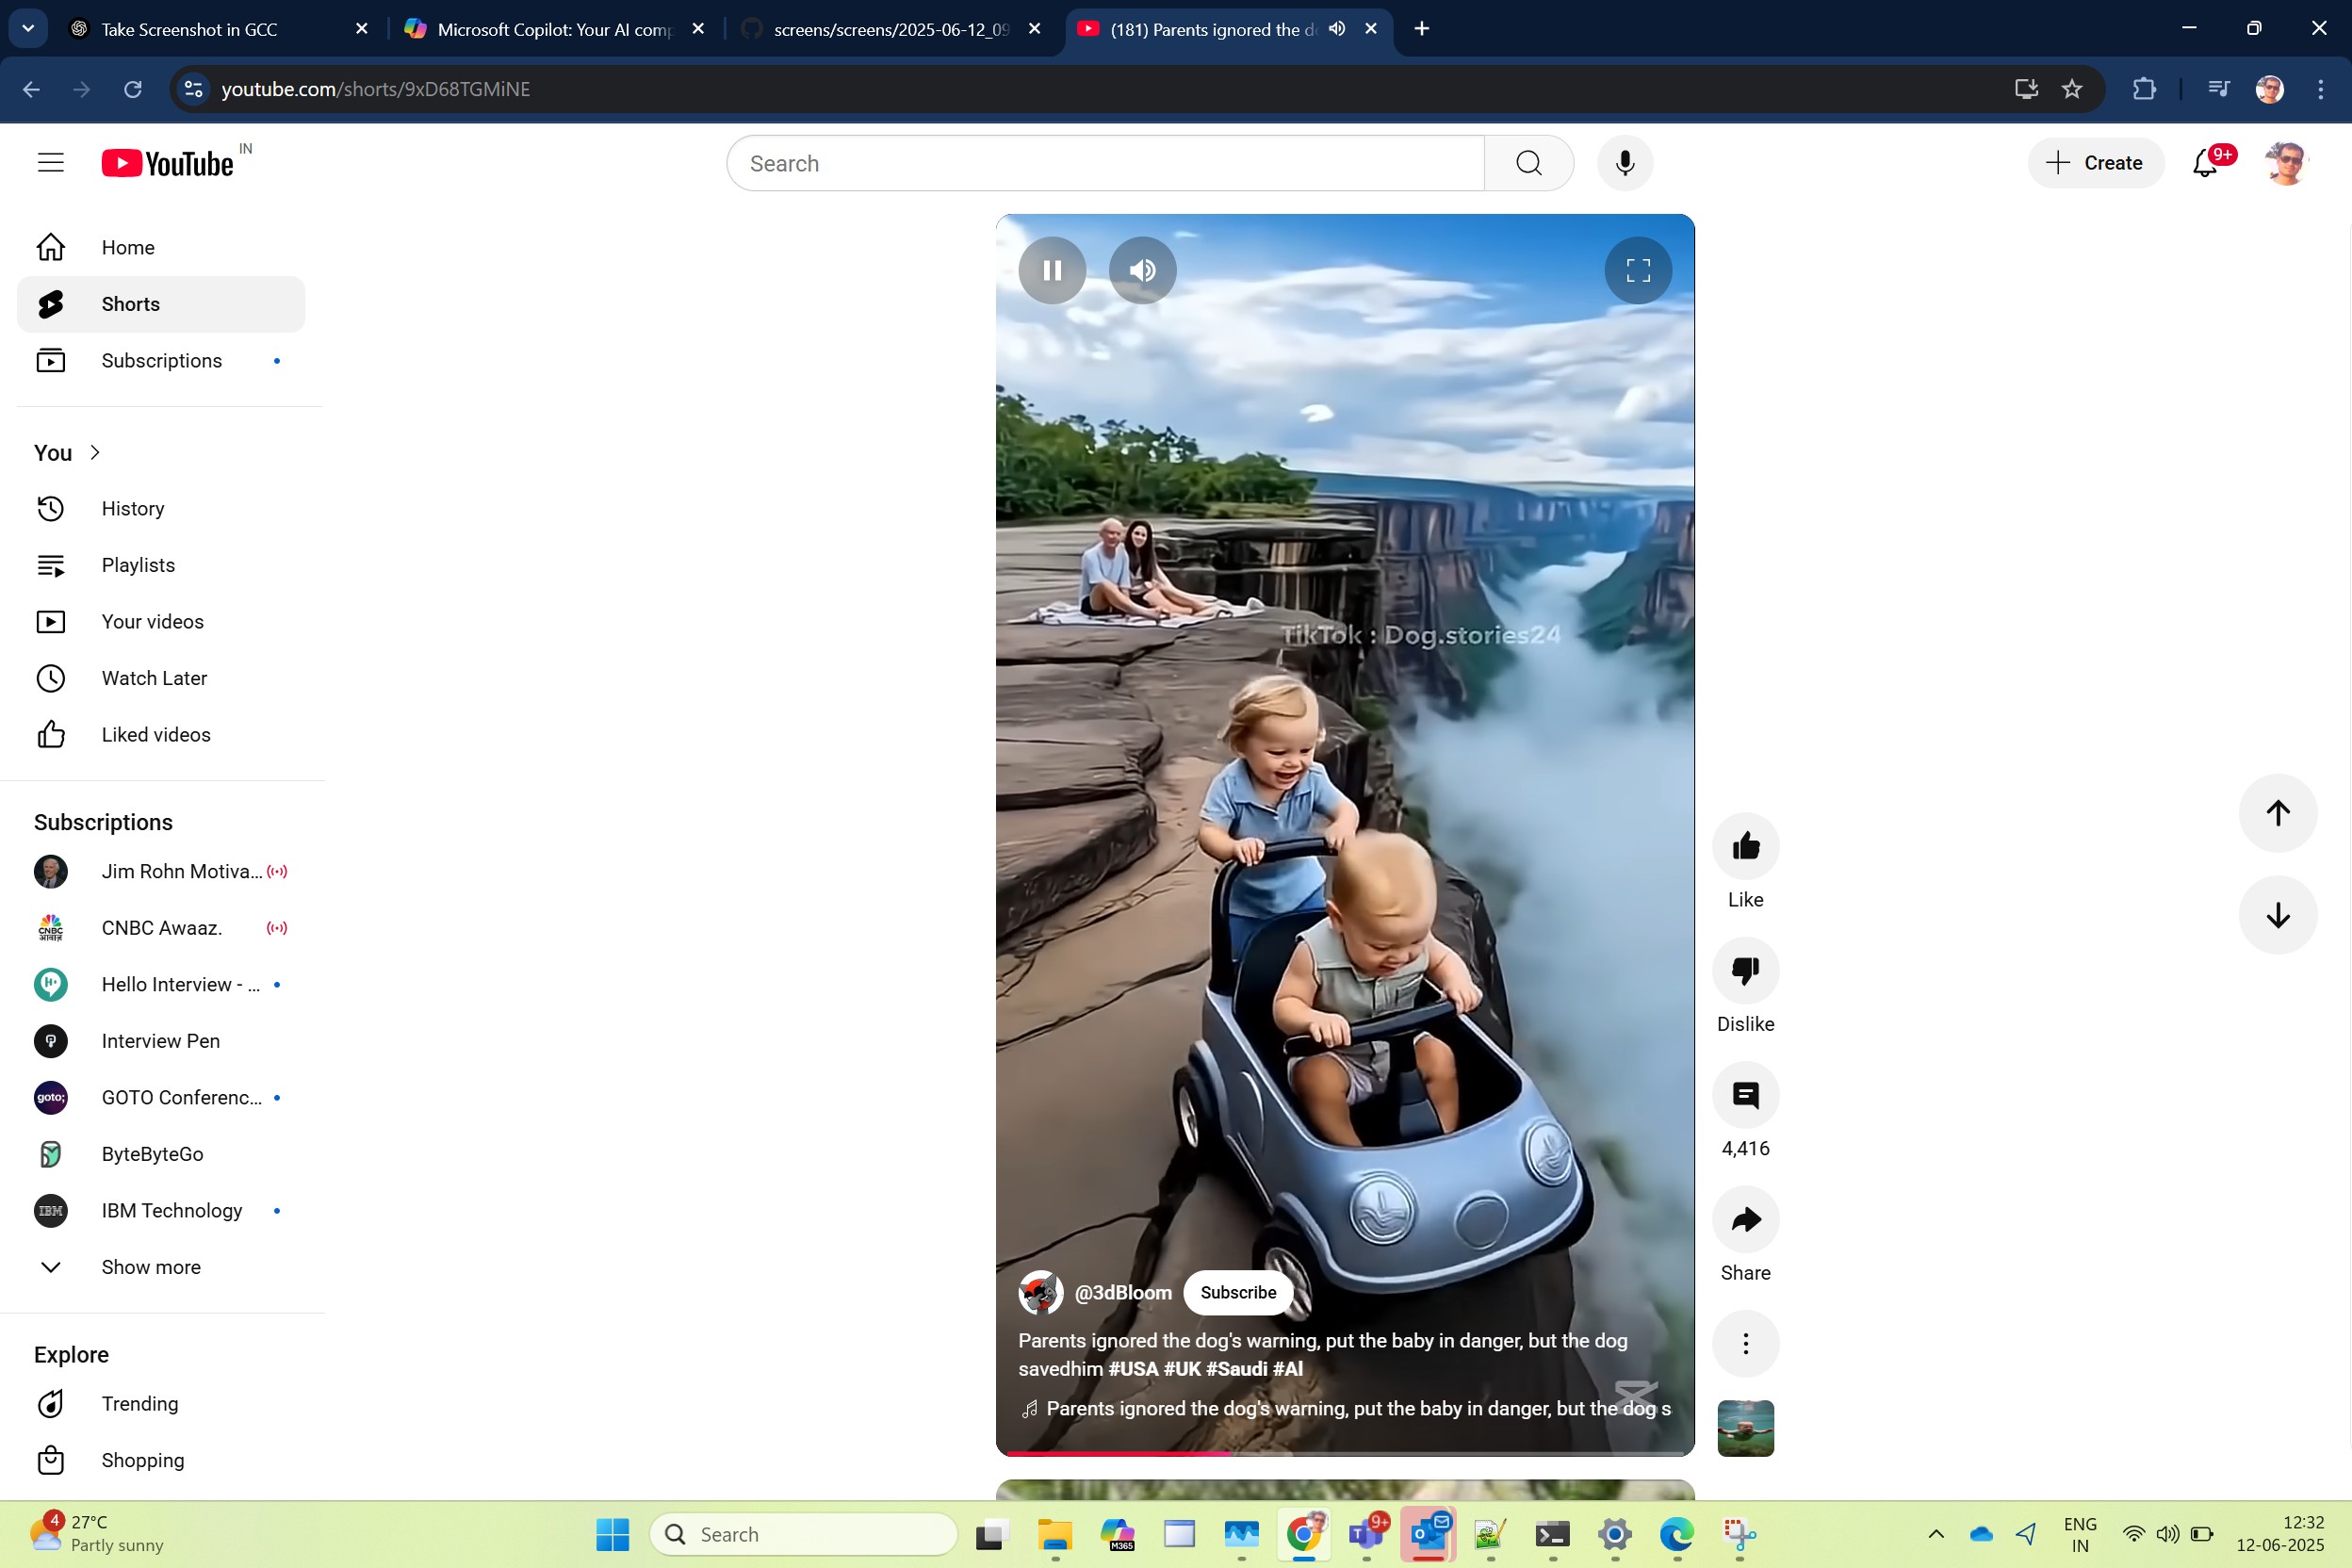 Take Screenshot in GCC
Microsoft Copilot: Your AI comp
screens/screens/2025-06-12_09
(181) Parents ignored the d
youtube.com/shorts/9xD68TGMiNE
YouTube IN
Search
Create
9+
Home
Shorts
Subscriptions
You
History
Playlists
Your videos
Watch Later
Liked videos
Subscriptions
Jim Rohn Motiva...
CNBC Awaaz.
Hello Interview - ...
Interview Pen
GOTO Conferenc...
ByteByteGo
IBM Technology
Show more
Explore
Trending
Shopping
TikTok : Dog.stories24
@3dBloom
Subscribe
Parents ignored the dog's warning, put the baby in danger, but the dog
savedhim #USA #UK #Saudi #AI
Parents ignored the dog's warning, put the baby in danger, but the dog s
Like
Dislike
4,416
Share
CNBC
आवाज़
goto;
IBM
4
27°C
Partly sunny
Search
M365
9+
ENG
IN
12:32
12-06-2025